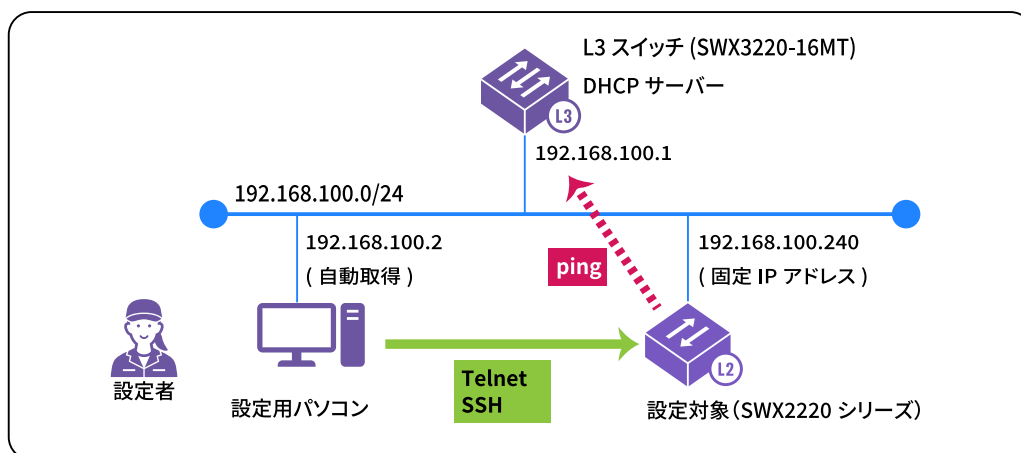 L3 スイッチ (SWX3220-16MT)
DHCP サーバー
L3
192.168.100.1
192.168.100.0/24
192.168.100.2
( 自動取得 )
ping
192.168.100.240
( 固定 IP アドレス )
L2
Telnet
SSH
設定者
設定用パソコン
設定対象（SWX2220 シリーズ）